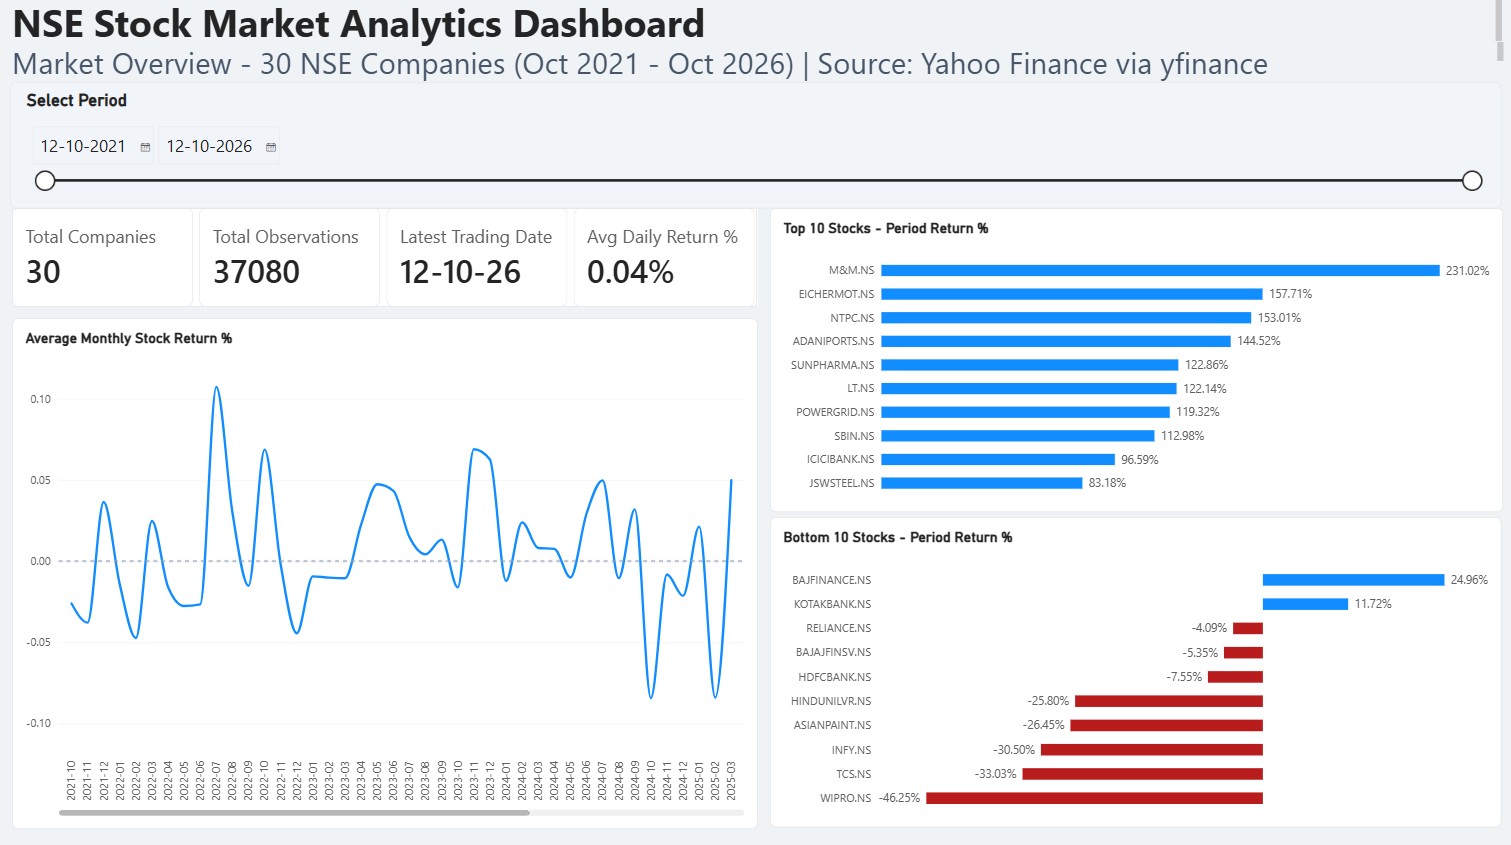 NSE Stock Market Analytics Dashboard
Market Overview - 30 NSE Companies (Oct 2021 - Oct 2026) | Source: Yahoo Finance via yfinance
Select Period
12-10-2021 12-10-2026
Total Companies
30
Total Observations
37080
Latest Trading Date
12-10-26
Avg Daily Return %
0.04%
Average Monthly Stock Return %
0.10
0.05
0.00
-0.05
-0.10
2021-10
2021-11
2021-12
2022-01
2022-02
2022-03
2022-04
2022-05
2022-06
2022-07
2022-08
2022-09
2022-10
2022-11
2022-12
2023-01
2023-02
2023-03
2023-04
2023-05
2023-06
2023-07
2023-08
2023-09
2023-10
2023-11
2023-12
2024-01
2024-02
2024-03
2024-04
2024-05
2024-06
2024-07
2024-08
2024-09
2024-10
2024-11
2024-12
2025-01
2025-02
2025-03
Top 10 Stocks - Period Return %
M&M.NS 231.02%
EICHERMOT.NS 157.71%
NTPC.NS 153.01%
ADANIPORTS.NS 144.52%
SUNPHARMA.NS 122.86%
LT.NS 122.14%
POWERGRID.NS 119.32%
SBIN.NS 112.98%
ICICIBANK.NS 96.59%
JSWSTEEL.NS 83.18%
Bottom 10 Stocks - Period Return %
BAJFINANCE.NS 24.96%
KOTAKBANK.NS 11.72%
RELIANCE.NS -4.09%
BAJAJFINSV.NS -5.35%
HDFCBANK.NS -7.55%
HINDUNILVR.NS -25.80%
ASIANPAINT.NS -26.45%
INFY.NS -30.50%
TCS.NS -33.03%
WIPRO.NS -46.25%